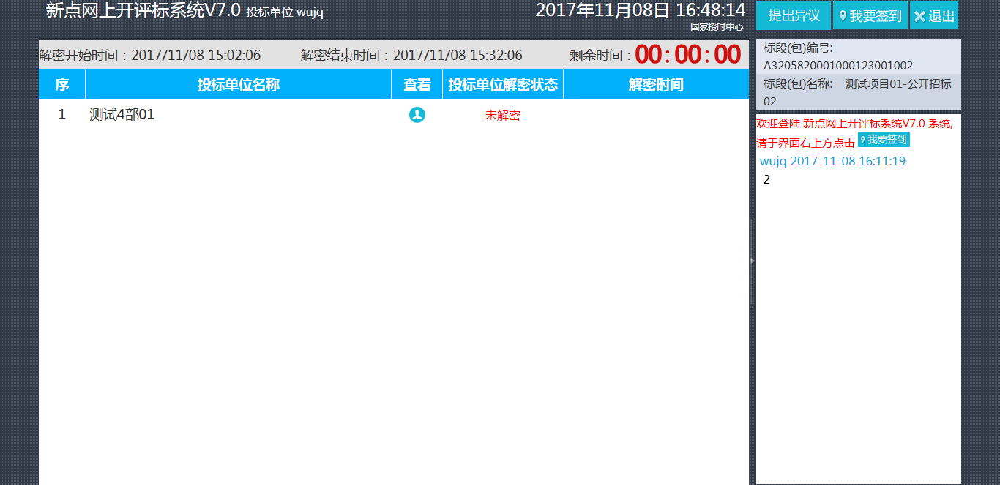 新点网上开评标系统V7.0 投标单位 wujq
2017年11月08日 16:48:14
国家授时中心
提出异议 我要签到 退出
解密开始时间：2017/11/08 15:02:06 解密结束时间：2017/11/08 15:32:06 剩余时间：00:00:00
序 投标单位名称 查看 投标单位解密状态 解密时间
1 测试4部01 未解密
标段(包)编号:
A3205820001000123001002
标段(包)名称: 测试项目01-公开招标
02
欢迎登陆 新点网上开评标系统V7.0 系统,
请于界面右上方点击 我要签到
wujq 2017-11-08 16:11:19
2